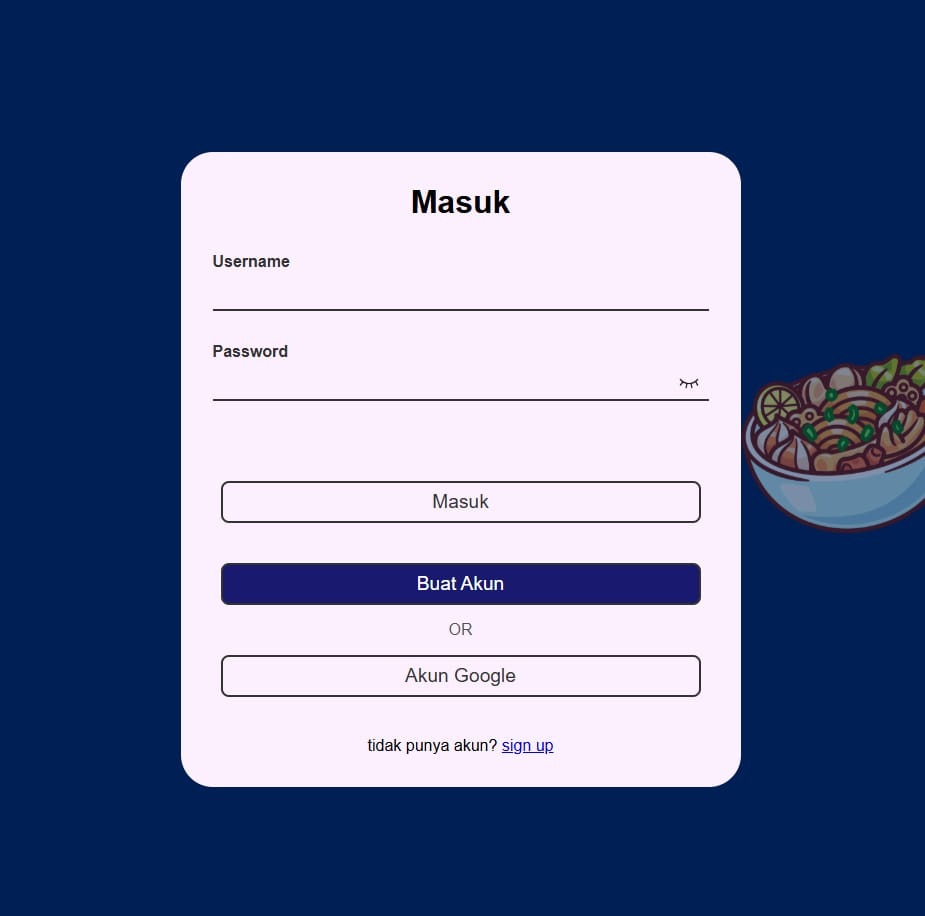 Masuk
Username
Password
Masuk
Buat Akun
OR
Akun Google
tidak punya akun? sign up